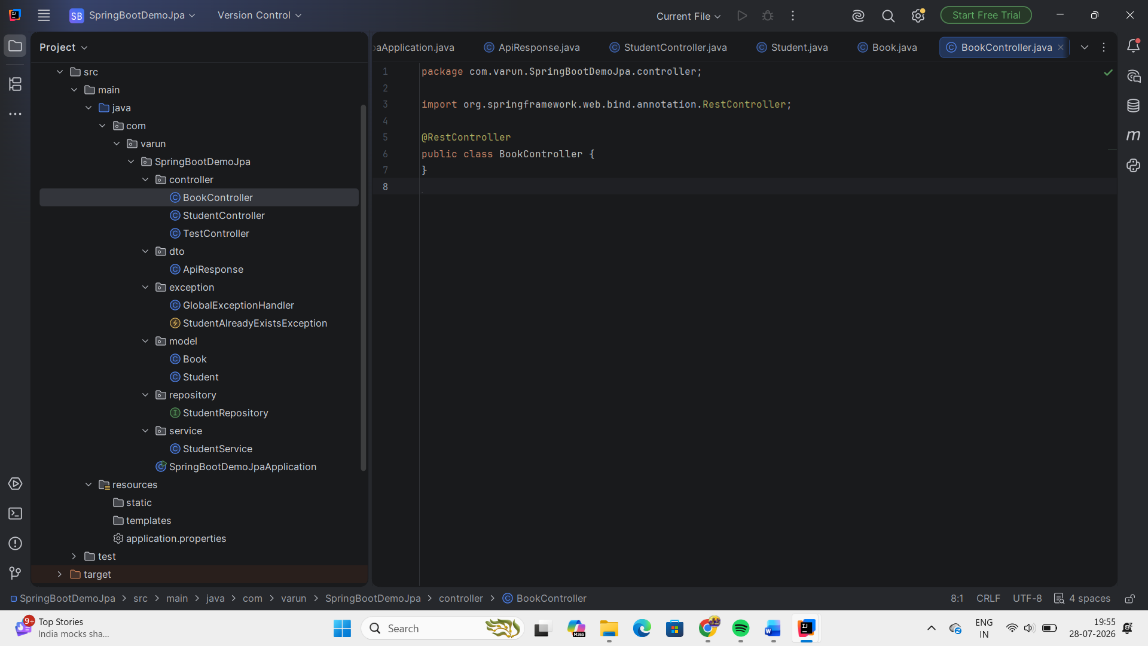 SB SpringBootDemoJpa Version Control Current File Start Free Trial
Project
paApplication.java ApiResponse.java StudentController.java Student.java Book.java BookController.java
src
main
java
com
varun
SpringBootDemoJpa
controller
BookController
StudentController
TestController
dto
ApiResponse
exception
GlobalExceptionHandler
StudentAlreadyExistsException
model
Book
Student
repository
StudentRepository
service
StudentService
SpringBootDemoJpaApplication
resources
static
templates
application.properties
test
target
1 package com.varun.SpringBootDemoJpa.controller;
2
3 import org.springframework.web.bind.annotation.RestController;
4
5 @RestController
6 public class BookController {
7 }
8
SpringBootDemoJpa > src > main > java > com > varun > SpringBootDemoJpa > controller > BookController 8:1 CRLF UTF-8 4 spaces
9+ Top Stories
India mocks sha...
Search
ENG
IN
19:55
28-07-2026